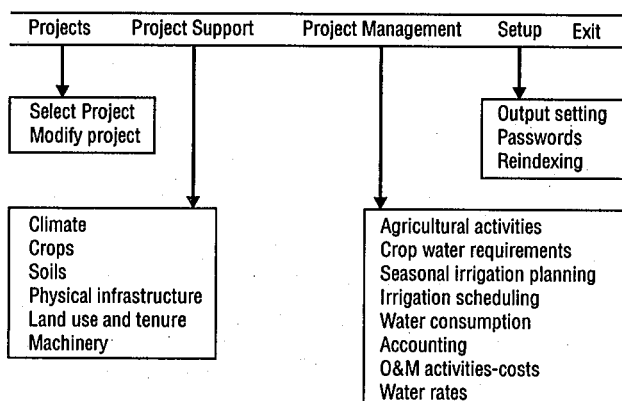 Projects Project Support Project Management Setup Exit
Select Project
Modify project
Output setting
Passwords
Reindexing
Climate
Crops
Soils
Physical infrastructure
Land use and tenure
Machinery
Agricultural activities
Crop water requirements
Seasonal irrigation planning
Irrigation scheduling
Water consumption
Accounting
O&M activities-costs
Water rates